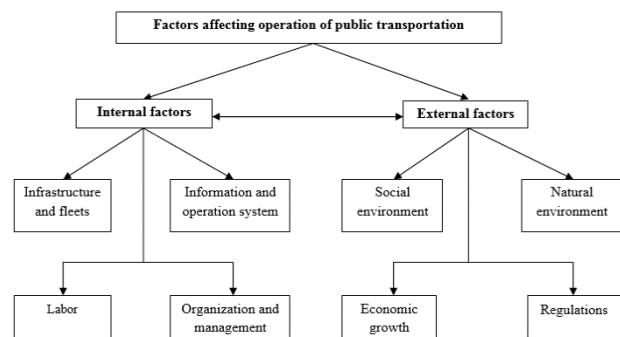 Factors affecting operation of public transportation
Internal factors
External factors
Infrastructure
and fleets
Information and
operation system
Social
environment
Natural
environment
Labor
Organization and
management
Economic
growth
Regulations